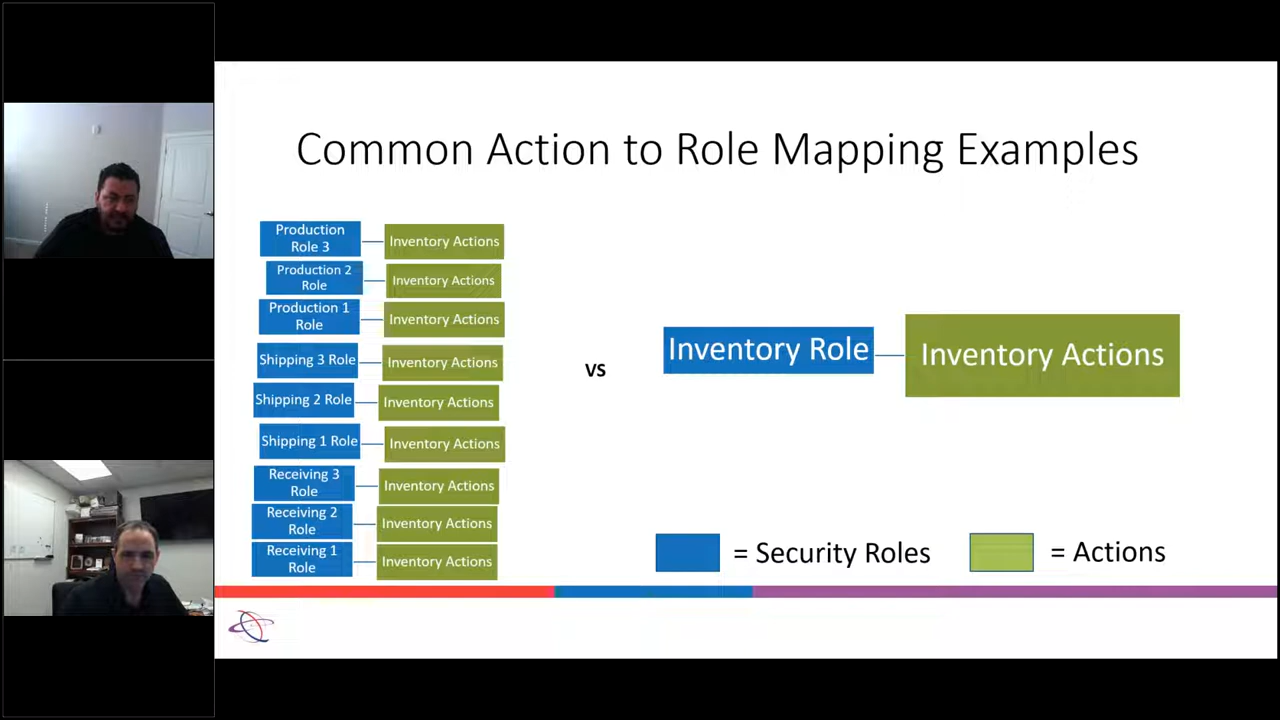 Common Action to Role Mapping Examples
Production
Role 3
Inventory Actions
Production 2
Role
Inventory Actions
Production 1
Role
Inventory Actions
Shipping 3 Role
Inventory Actions
Shipping 2 Role
Inventory Actions
Shipping 1 Role
Inventory Actions
Receiving 3
Role
Inventory Actions
Receiving 2
Role
Inventory Actions
Receiving 1
Role
Inventory Actions
vs
Inventory Role
Inventory Actions
= Security Roles
= Actions